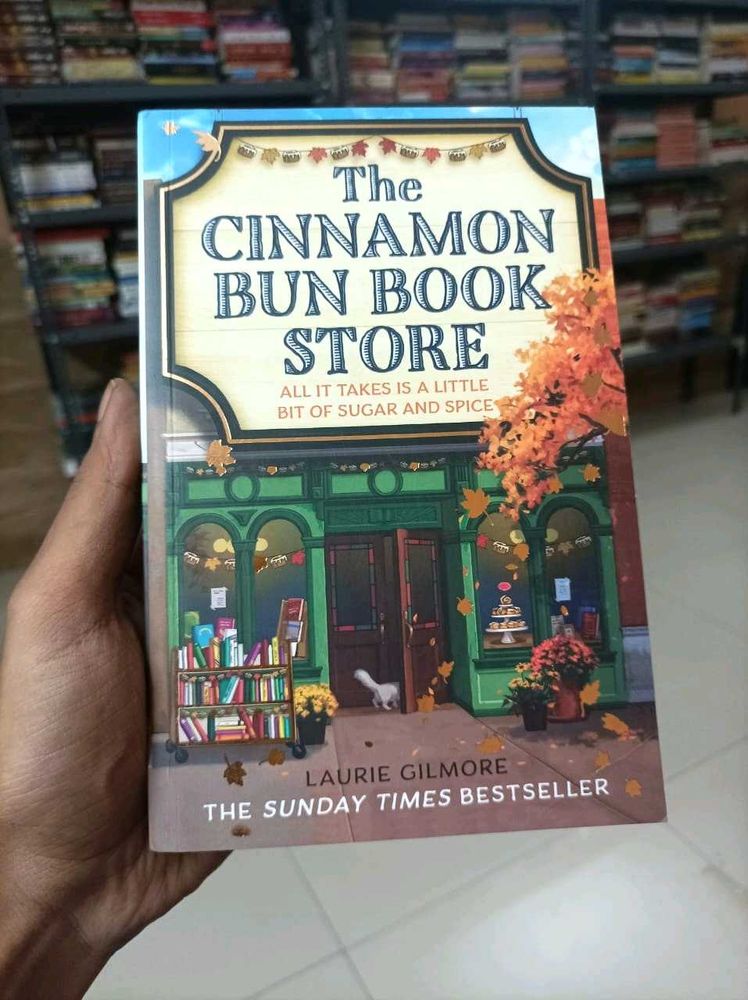 The
CINNAMON
BUN BOOK
STORE
ALL IT TAKES IS A LITTLE
BIT OF SUGAR AND SPICE
LAURIE GILMORE
THE SUNDAY TIMES BESTSELLER